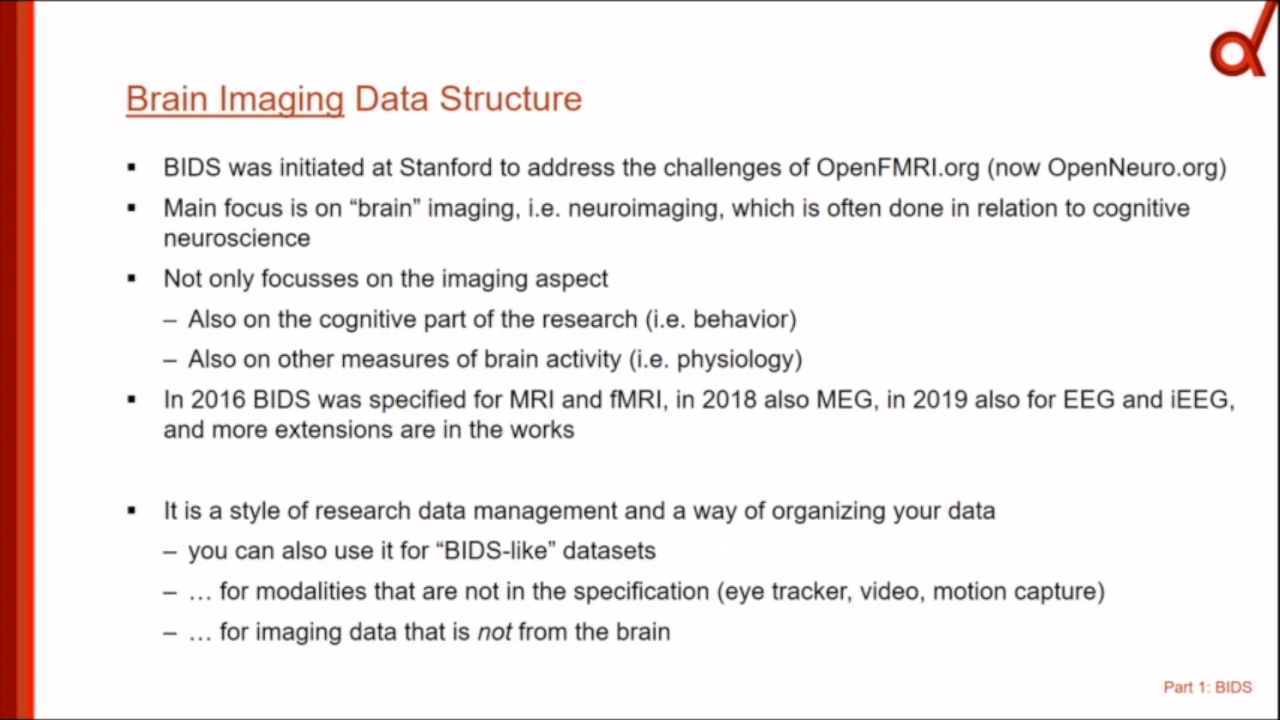 Brain Imaging Data Structure
▪ BIDS was initiated at Stanford to address the challenges of OpenFMRI.org (now OpenNeuro.org)
▪ Main focus is on “brain” imaging, i.e. neuroimaging, which is often done in relation to cognitive
neuroscience
▪ Not only focusses on the imaging aspect
– Also on the cognitive part of the research (i.e. behavior)
– Also on other measures of brain activity (i.e. physiology)
▪ In 2016 BIDS was specified for MRI and fMRI, in 2018 also MEG, in 2019 also for EEG and iEEG,
and more extensions are in the works
▪ It is a style of research data management and a way of organizing your data
– you can also use it for “BIDS-like” datasets
– … for modalities that are not in the specification (eye tracker, video, motion capture)
– … for imaging data that is not from the brain
Part 1: BIDS